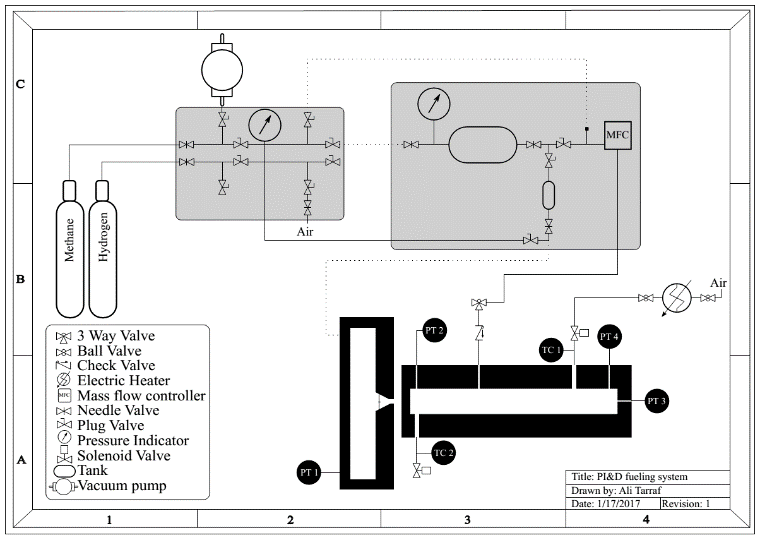 C
MFC
Air
Methane
Hydrogen
B
Air
3 Way Valve
Ball Valve
Check Valve
Electric Heater
MFC Mass flow controller
Needle Valve
Plug Valve
Pressure Indicator
Solenoid Valve
Tank
Vacuum pump
PT 2
TC 1
PT 4
PT 3
A
PT 1
TC 2
Title: PI&D fueling system
Drawn by: Ali Tarraf
Date: 1/17/2017 Revision: 1
1 2 3 4